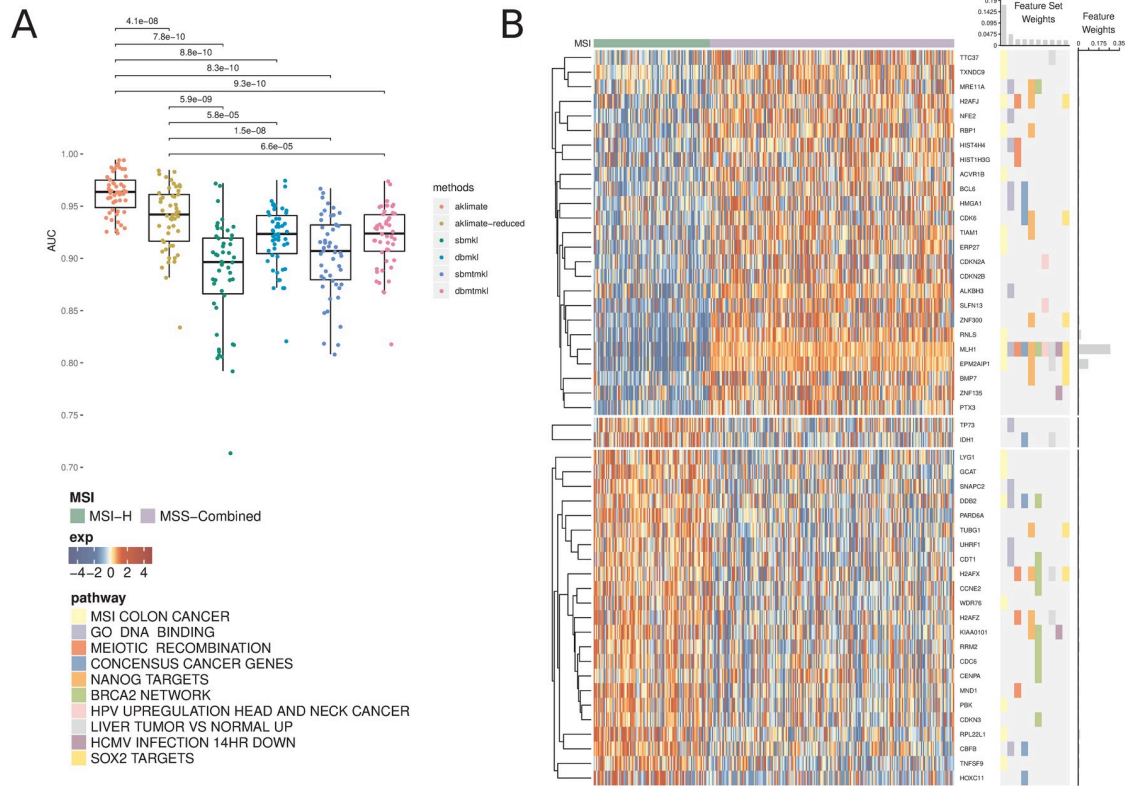 A
4.1e−08
7.8e−10
8.8e−10
8.3e−10
9.3e−10
5.9e−09
5.8e−05
1.5e−08
6.6e−05
1.00
0.95
0.90
0.85
0.80
0.75
0.70
AUC
methods
aklimate
aklimate−reduced
sbmkl
dbmkl
sbmtmkl
dbmtmkl
MSI
MSI−H
MSS−Combined
exp
−4 −2 0 2 4
pathway
MSI COLON CANCER
GO DNA BINDING
MEIOTIC RECOMBINATION
CONSENSUS CANCER GENES
NANOG TARGETS
BRCA2 NETWORK
HPV UPREGULATION HEAD AND NECK CANCER
LIVER TUMOR VS NORMAL UP
HCMV INFECTION 14HR DOWN
SOX2 TARGETS
B
MSI
0.19
0.1425
0.095
0.0475
0
Feature Set
Weights
Feature
Weights
0 0.175 0.35
TTC37
TXNDC9
MRE11A
H2AFJ
NFE2
RBP1
HIST4H4
HIST1H3G
ACVR1B
BCL6
HMGA1
CDK6
TIAM1
ERP27
CDKN2A
CDKN2B
ALKBH3
SLFN13
ZNF300
RNLS
MLH1
EPM2AIP1
BMP7
ZNF135
PTX3
TP73
IDH1
LYG1
GCAT
SNAPC2
DDB2
PARD6A
TUBG1
UHRF1
CDT1
H2AFX
CCNE2
WDR76
H2AFZ
KIAA0101
RRM2
CDC6
CENPA
MND1
PBK
CDKN3
RPL22L1
CBFB
TNFSF9
HOXC11